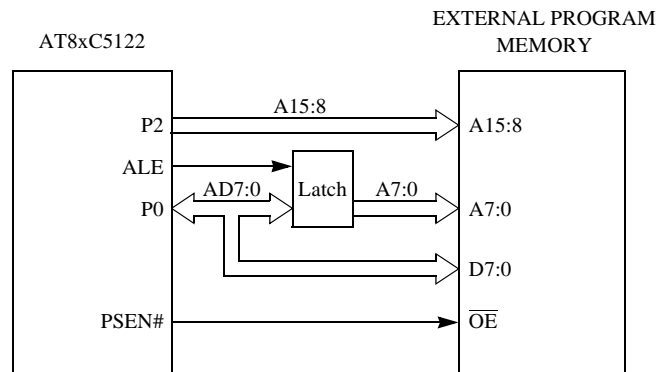 AT8xC5122
EXTERNAL PROGRAM
MEMORY
P2
A15:8
A15:8
ALE
P0
AD7:0
Latch
A7:0
A7:0
D7:0
PSEN#
OE